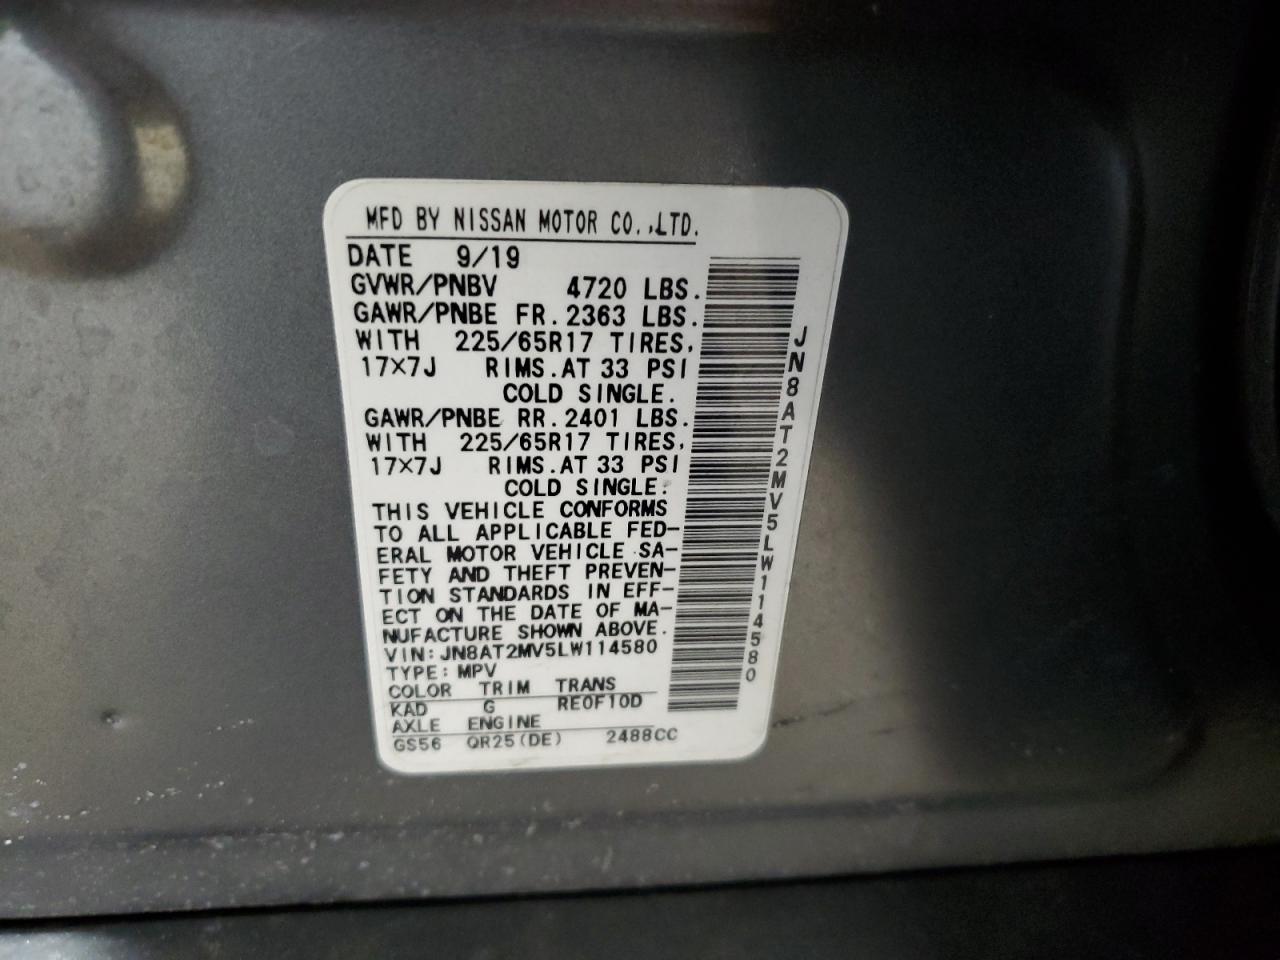 MFD BY NISSAN MOTOR CO.,LTD.
DATE 9/19
GVWR/PNBV 4720 LBS.
GAWR/PNBE FR.2363 LBS.
WITH 225/65R17 TIRES,
17×7J RIMS.AT 33 PSI
COLD SINGLE.
GAWR/PNBE RR.2401 LBS.
WITH 225/65R17 TIRES,
17×7J RIMS.AT 33 PSI
COLD SINGLE.
THIS VEHICLE CONFORMS
TO ALL APPLICABLE FED-
ERAL MOTOR VEHICLE SA-
FETY AND THEFT PREVEN-
TION STANDARDS IN EFF-
ECT ON THE DATE OF MA-
NUFACTURE SHOWN ABOVE.
VIN:JN8AT2MV5LW114580
TYPE:MPV
COLOR TRIM TRANS
KAD G RE0F10D
AXLE ENGINE
GS56 QR25(DE) 2488CC
JN8AT2MV5LW114580